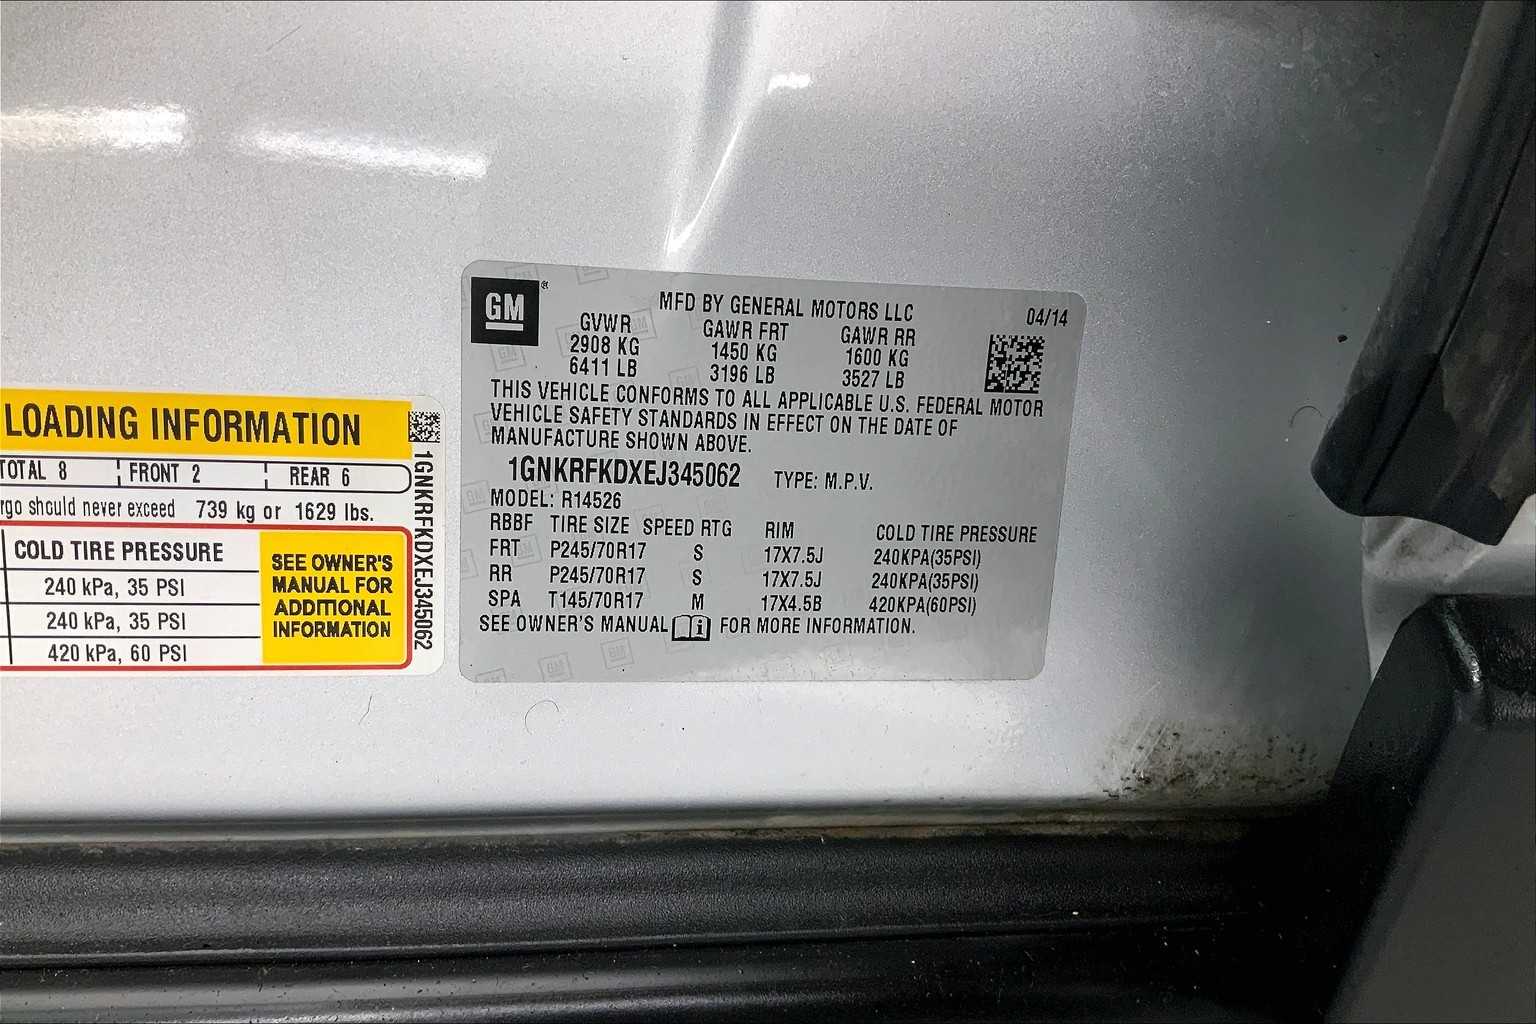 LOADING INFORMATION
TOTAL 8 FRONT 2 REAR 6
rgo should never exceed 739 kg or 1629 lbs.
COLD TIRE PRESSURE
240 kPa, 35 PSI
240 kPa, 35 PSI
420 kPa, 60 PSI
SEE OWNER'S
MANUAL FOR
ADDITIONAL
INFORMATION
1GNKRFKDXEJ345062
GM ®
MFD BY GENERAL MOTORS LLC 04/14
GVWR GAWR FRT GAWR RR
2908 KG 1450 KG 1600 KG
6411 LB 3196 LB 3527 LB
THIS VEHICLE CONFORMS TO ALL APPLICABLE U.S. FEDERAL MOTOR
VEHICLE SAFETY STANDARDS IN EFFECT ON THE DATE OF
MANUFACTURE SHOWN ABOVE.
1GNKRFKDXEJ345062 TYPE: M.P.V.
MODEL: R14526
RBBF TIRE SIZE SPEED RTG RIM COLD TIRE PRESSURE
FRT P245/70R17 S 17X7.5J 240KPA(35PSI)
RR P245/70R17 S 17X7.5J 240KPA(35PSI)
SPA T145/70R17 M 17X4.5B 420KPA(60PSI)
SEE OWNER'S MANUAL FOR MORE INFORMATION.